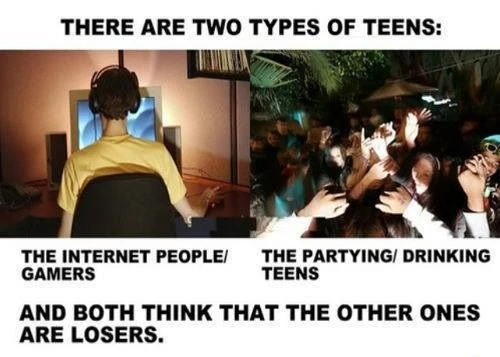 THERE ARE TWO TYPES OF TEENS:
THE INTERNET PEOPLE/
GAMERS
THE PARTYING/ DRINKING
TEENS
AND BOTH THINK THAT THE OTHER ONES
ARE LOSERS.